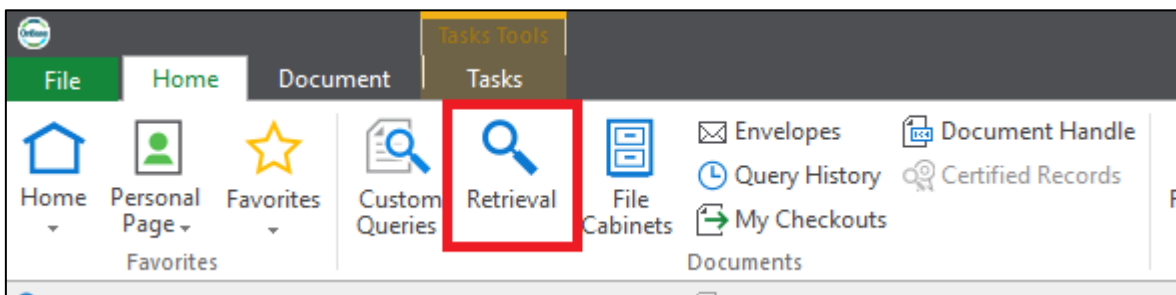 OnBase
Tasks Tools
File Home Document Tasks
Home
Personal
Page
Favorites
Custom
Queries
Retrieval
File
Cabinets
Envelopes
Query History
My Checkouts
Document Handle
Certified Records
Favorites
Documents